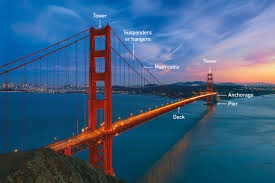 Tower
Suspenders
or hangers
Main cable
Tower
Anchorage
Pier
Deck